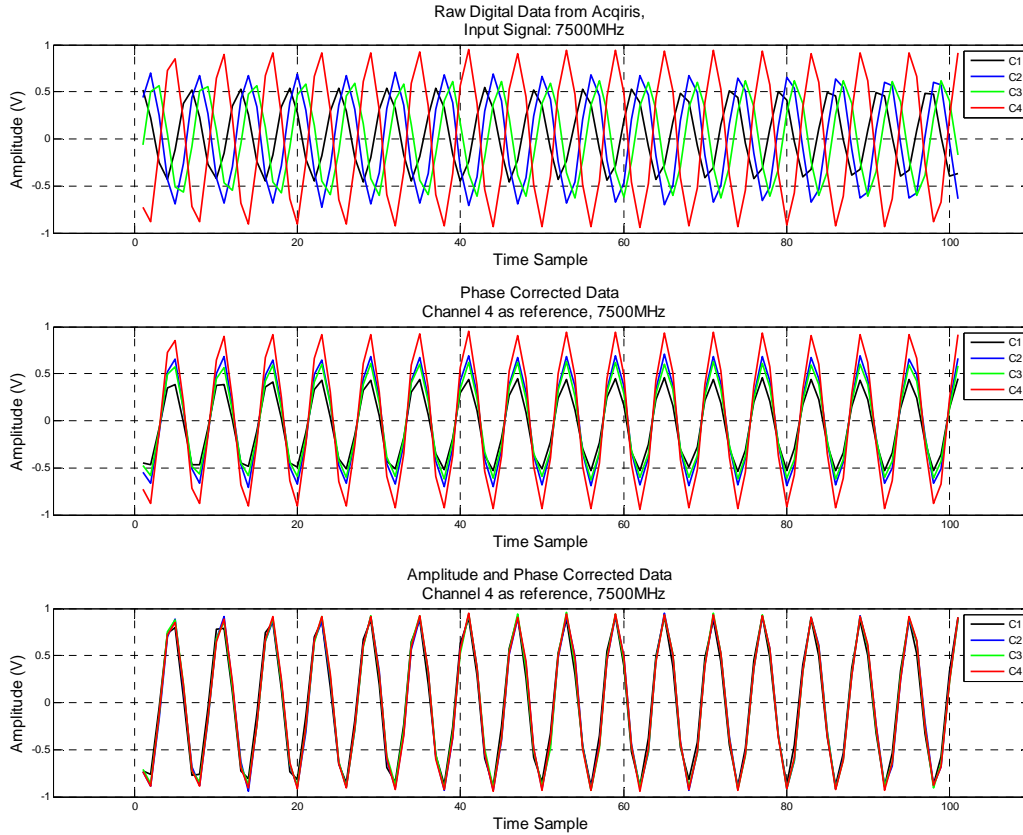 Raw Digital Data from Acqiris,
Input Signal: 7500MHz
1
0.5
0
-0.5
-1
Amplitude (V)
0
20
40
60
80
100
Time Sample
C1
C2
C3
C4
Phase Corrected Data
Channel 4 as reference, 7500MHz
1
0.5
0
-0.5
-1
Amplitude (V)
0
20
40
60
80
100
Time Sample
C1
C2
C3
C4
Amplitude and Phase Corrected Data
Channel 4 as reference, 7500MHz
1
0.5
0
-0.5
-1
Amplitude (V)
0
20
40
60
80
100
Time Sample
C1
C2
C3
C4